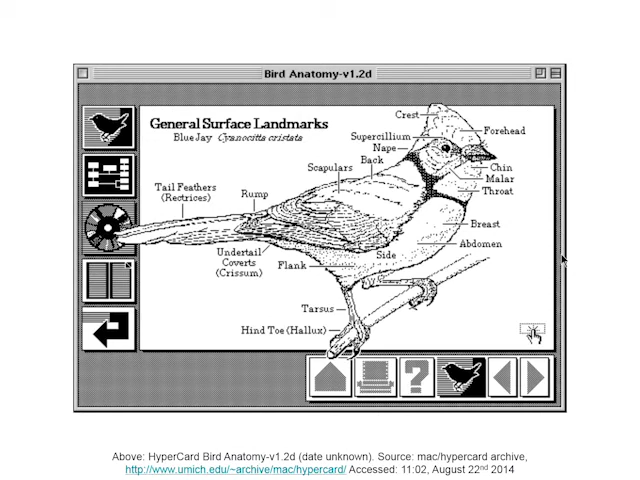 Bird Anatomy-v1.2d
General Surface Landmarks
Blue Jay Cyanocitta cristata
Crest
Forehead
Supercillium
Nape
Back
Scapulars
Chin
Malar
Throat
Tail Feathers
(Rectrices)
Rump
Breast
Abdomen
Undertail
Coverts
(Crissum)
Flank
Side
Tarsus
Hind Toe (Hallux)
?
Above: HyperCard Bird Anatomy-v1.2d (date unknown). Source: mac/hypercard archive,
http://www.umich.edu/~archive/mac/hypercard/ Accessed: 11:02, August 22nd 2014